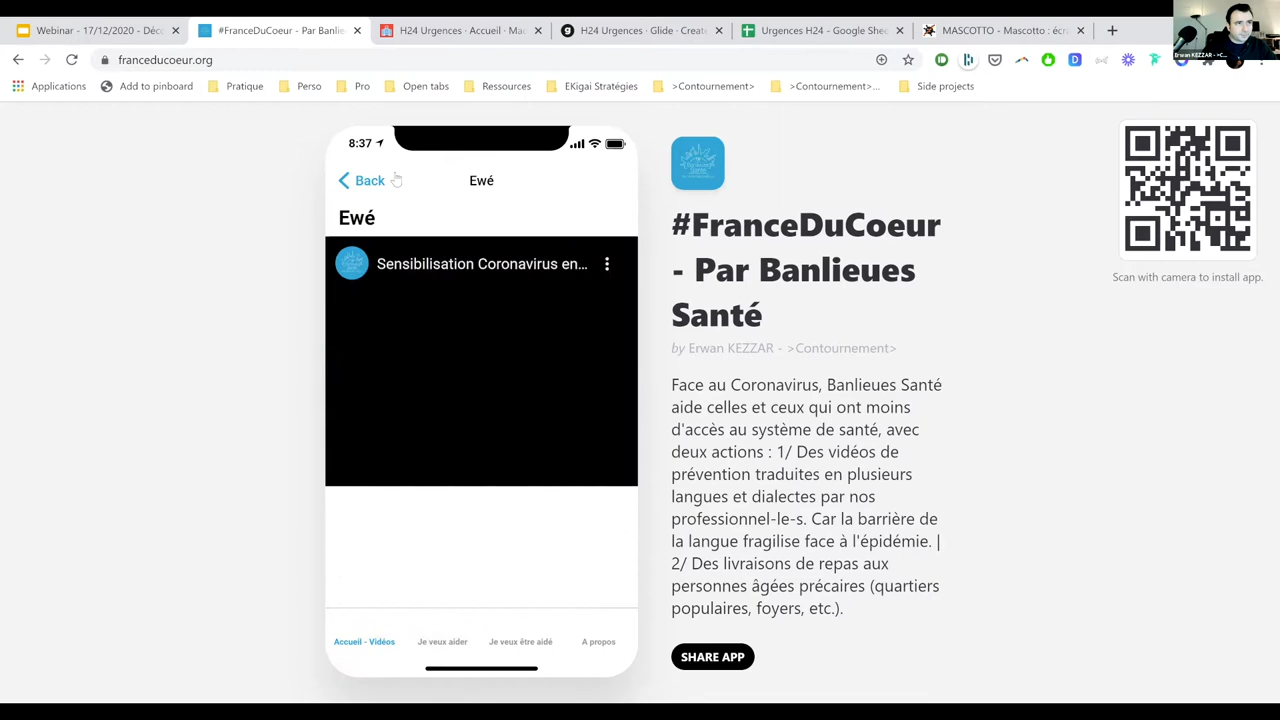 Webinar - 17/12/2020 - Déc
#FranceDuCoeur - Par Banlie
H24 Urgences · Accueil · Ma
H24 Urgences · Glide · Creat
Urgences H24 - Google She
MASCOTTO - Mascotto : écr
franceducoeur.org
Applications
Add to pinboard
Pratique
Perso
Pro
Open tabs
Ressources
EKigai Stratégies
>Contournement>
>Contournement>...
Side projects
Erwan KEZZAR - >C...
8:37
Back
Ewé
Ewé
Sensibilisation Coronavirus en...
Accueil - Vidéos
Je veux aider
Je veux être aidé
A propos
#FranceDuCoeur
- Par Banlieues
Santé
by Erwan KEZZAR - >Contournement>
Face au Coronavirus, Banlieues Santé
aide celles et ceux qui ont moins
d'accès au système de santé, avec
deux actions : 1/ Des vidéos de
prévention traduites en plusieurs
langues et dialectes par nos
professionnel-le-s. Car la barrière de
la langue fragilise face à l'épidémie. |
2/ Des livraisons de repas aux
personnes âgées précaires (quartiers
populaires, foyers, etc.).
SHARE APP
Scan with camera to install app.